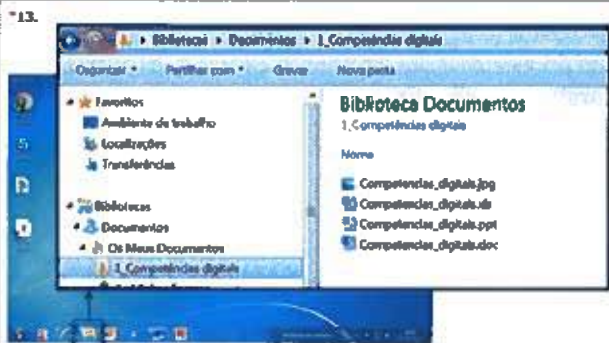 *13.
Bibliotecas ▸ Documentos ▸ 1_Competências digitais
Organizar Partilhar com Gravar Nova pasta
Favoritos
Ambiente de trabalho
Localizações
Transferências
Bibliotecas
Documentos
Os Meus Documentos
1_Competências digitais
Biblioteca Documentos
1_Competências digitais
Nome
Competencias_digitais.jpg
Competencias_digitais.xls
Competencias_digitais.ppt
Competencias_digitais.doc